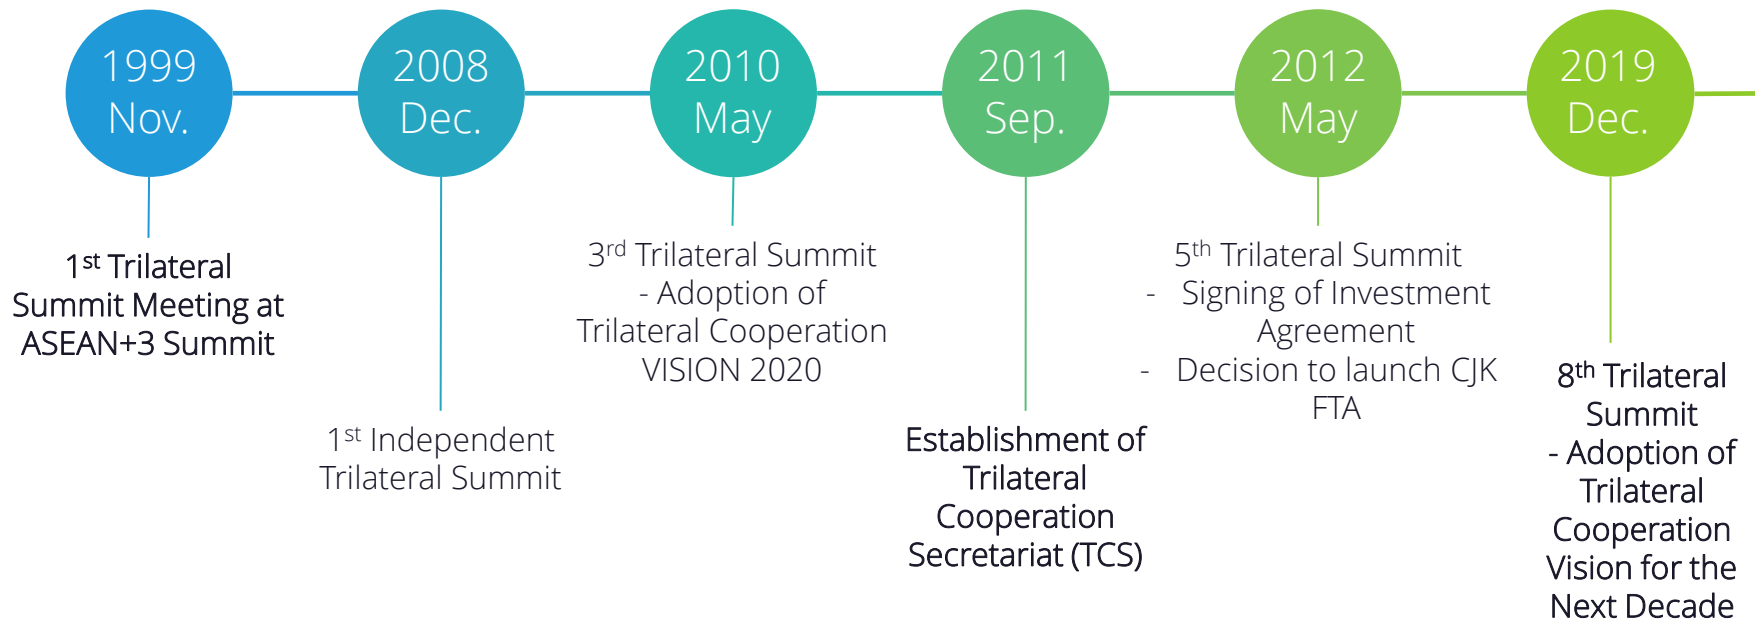 1999
Nov.
2008
Dec.
2010
May
2011
Sep.
2012
May
2019
Dec.
1st Trilateral
Summit Meeting at
ASEAN+3 Summit
1st Independent
Trilateral Summit
3rd Trilateral Summit
- Adoption of
Trilateral Cooperation
VISION 2020
Establishment of
Trilateral
Cooperation
Secretariat (TCS)
5th Trilateral Summit
- Signing of Investment
Agreement
- Decision to launch CJK
FTA
8th Trilateral
Summit
- Adoption of
Trilateral
Cooperation
Vision for the
Next Decade